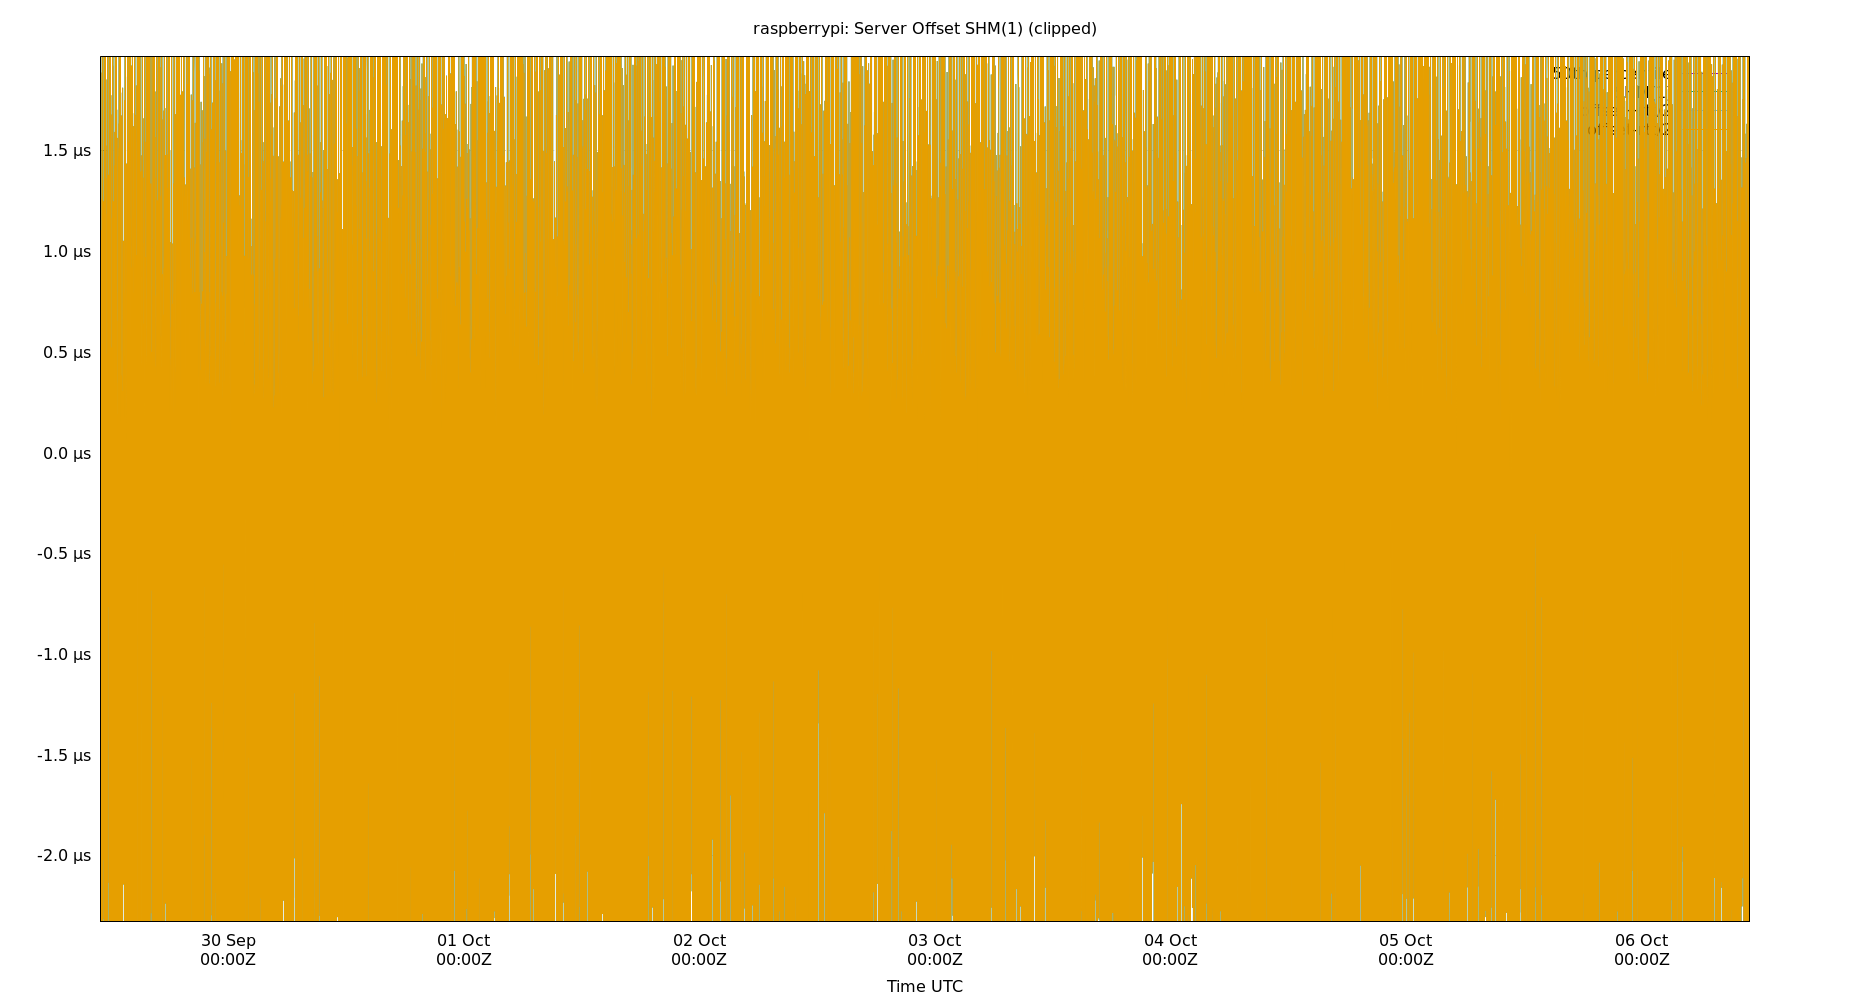 raspberrypi: Server Offset SHM(1) (clipped)
1.5 µs
1.0 µs
0.5 µs
0.0 µs
-0.5 µs
-1.0 µs
-1.5 µs
-2.0 µs
30 Sep 01 Oct 02 Oct 03 Oct 04 Oct 05 Oct 06 Oct
00:00Z 00:00Z 00:00Z 00:00Z 00:00Z 00:00Z 00:00Z
Time UTC